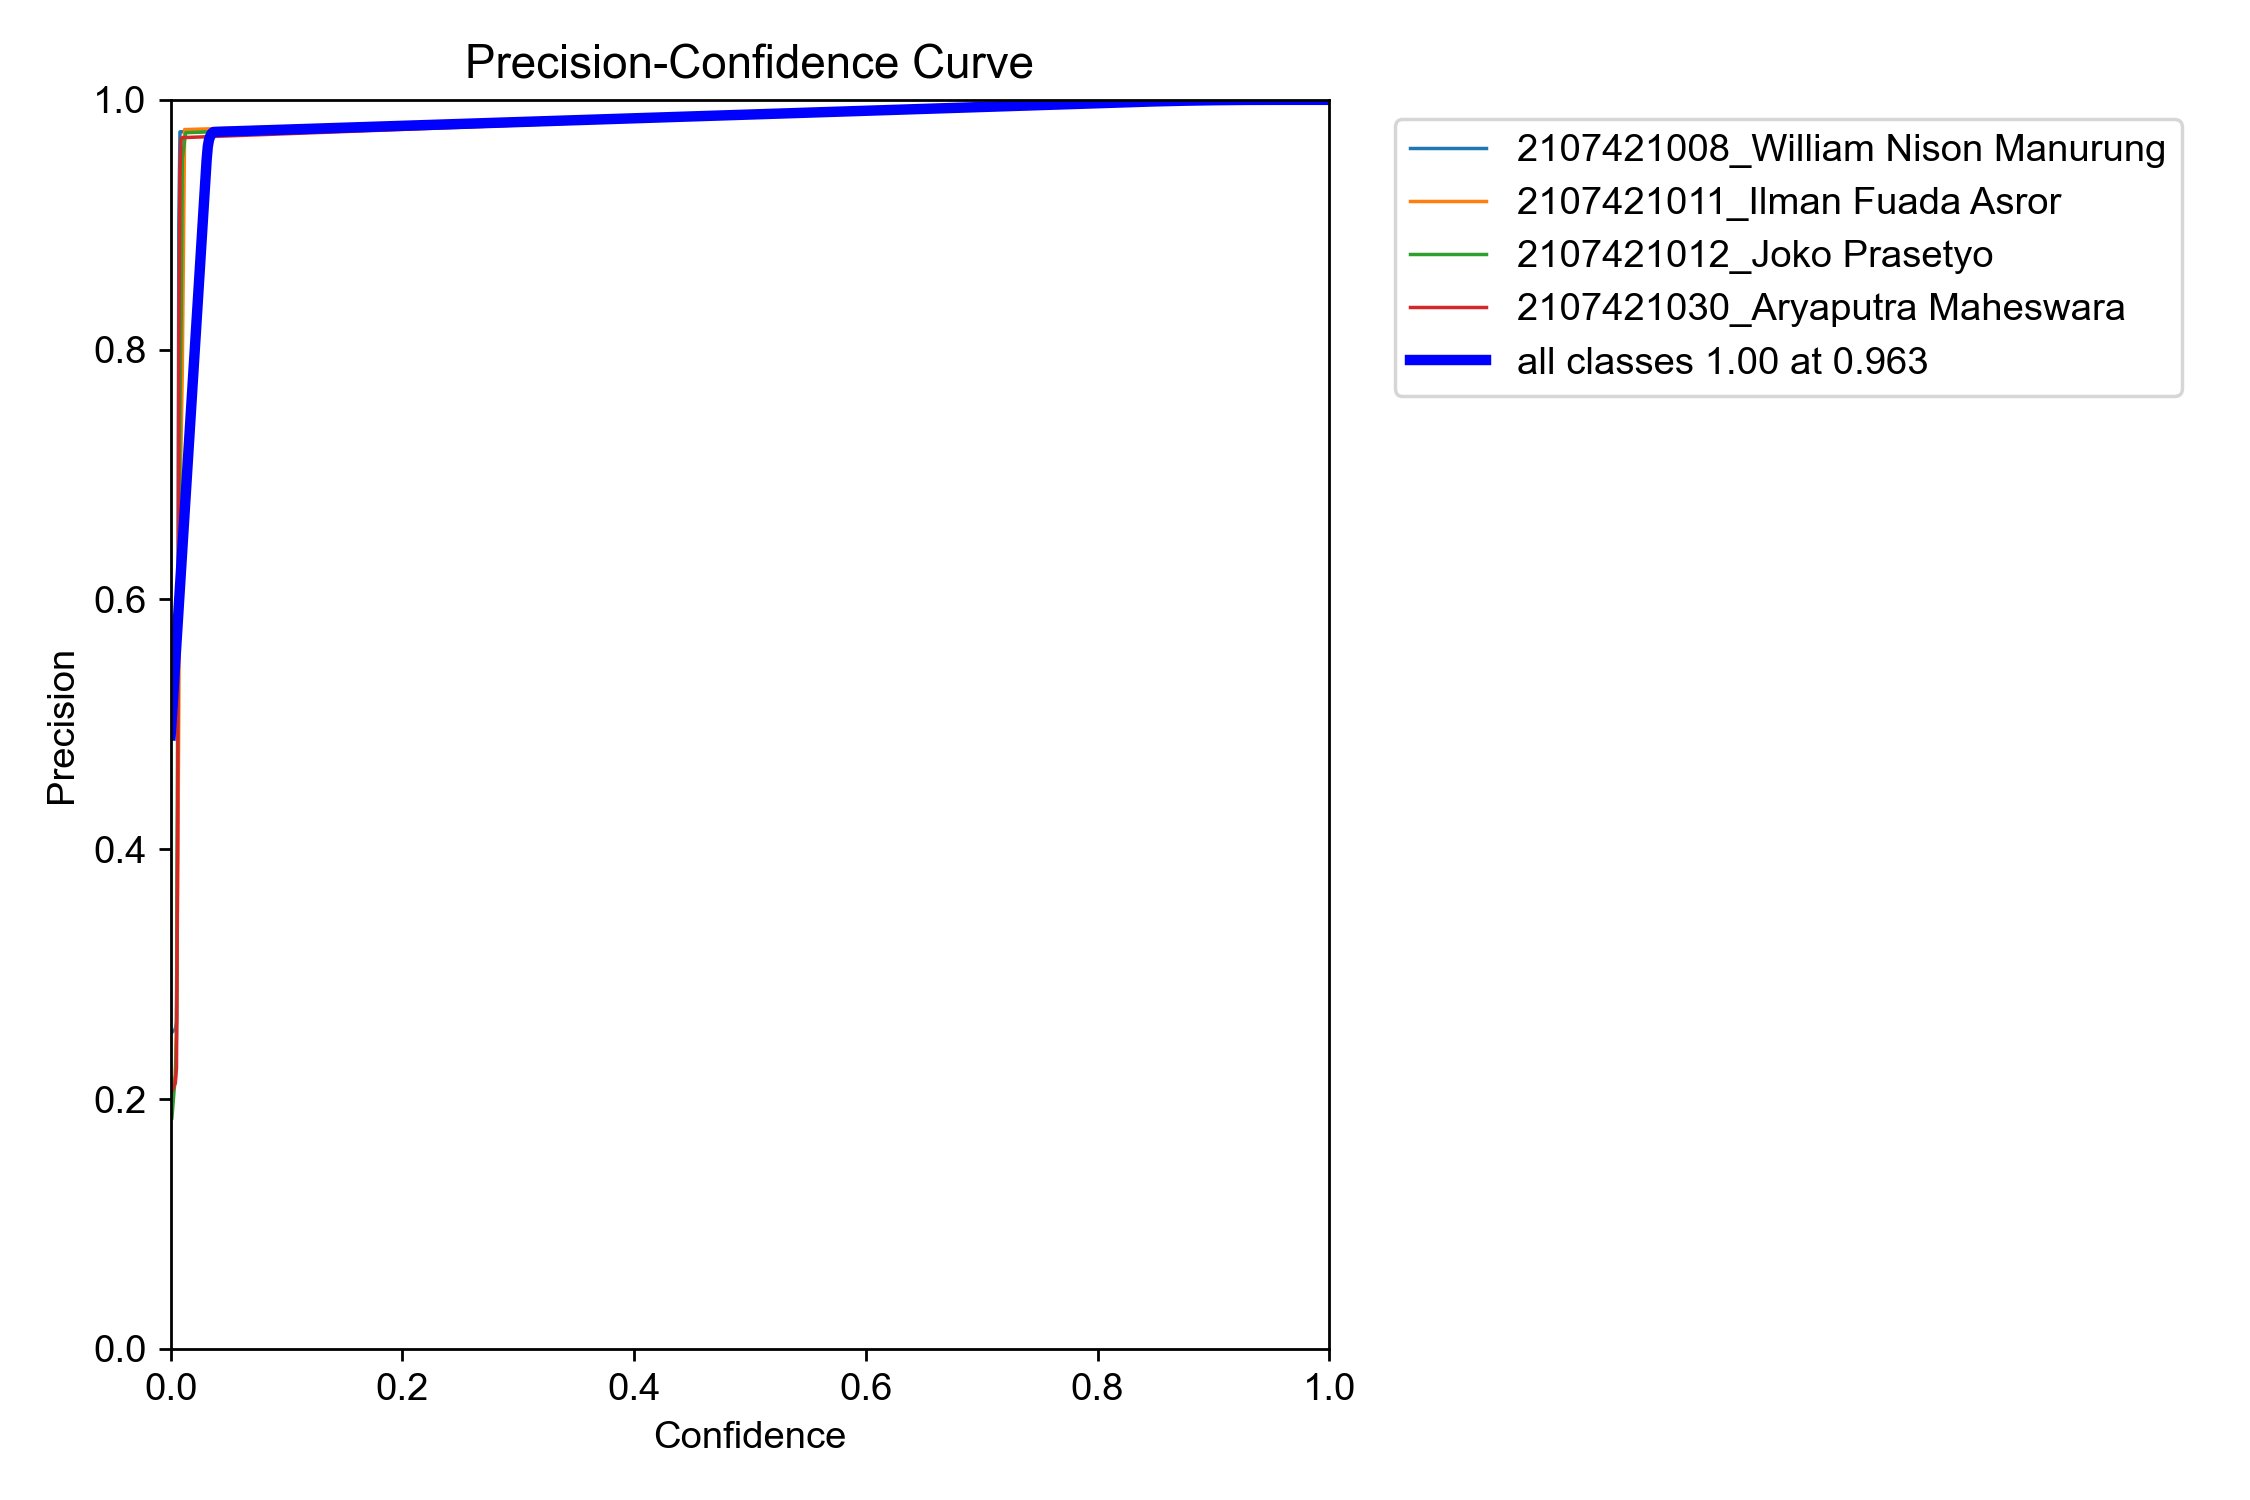 Precision-Confidence Curve
1.0
0.8
0.6
0.4
0.2
0.0
Precision
0.0 0.2 0.4 0.6 0.8 1.0
Confidence
2107421008_William Nison Manurung
2107421011_Ilman Fuada Asror
2107421012_Joko Prasetyo
2107421030_Aryaputra Maheswara
all classes 1.00 at 0.963